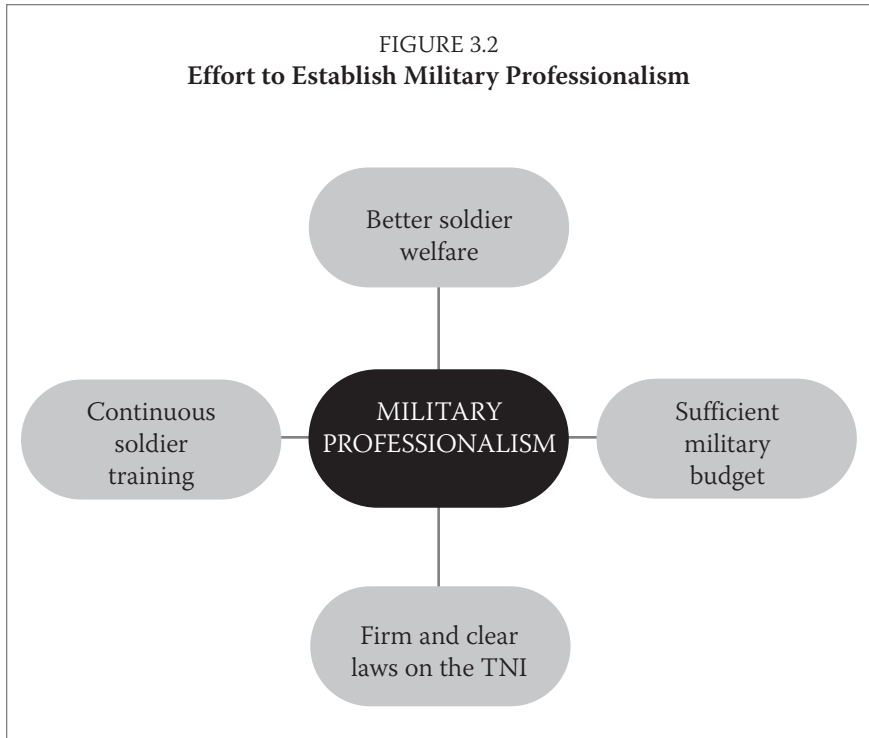 FIGURE 3.2
Effort to Establish Military Professionalism
Better soldier
welfare
Continuous
soldier
training
MILITARY
PROFESSIONALISM
Sufficient
military
budget
Firm and clear
laws on the TNI